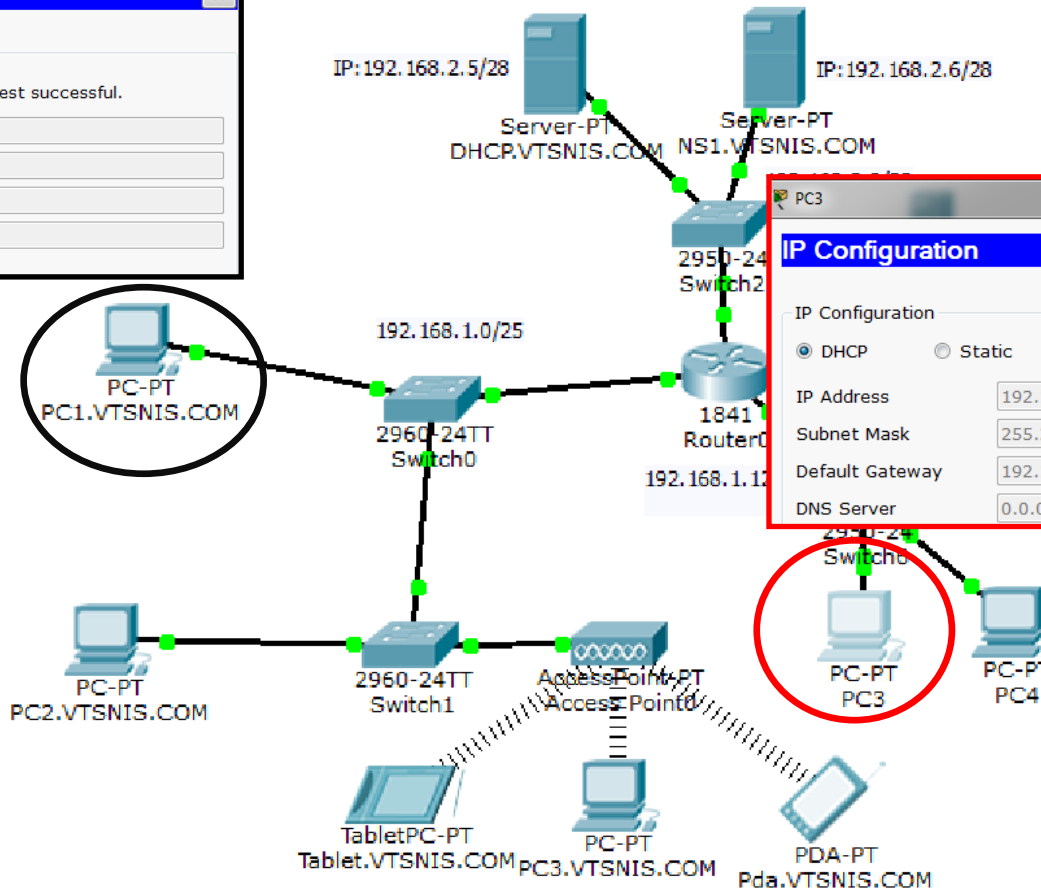 est successful.
IP:192.168.2.5/28
IP:192.168.2.6/28
Server-PT
DHCP.VTSNIS.COM
Server-PT
NS1.VTSNIS.COM
2950-24
Switch2
PC3
IP Configuration
IP Configuration
DHCP
Static
IP Address
192.
Subnet Mask
255.
Default Gateway
192.
DNS Server
0.0.0
192.168.1.0/25
PC-PT
PC1.VTSNIS.COM
2960-24TT
Switch0
1841
Router0
192.168.1.12
2950-24
Switch6
PC-PT
PC3
PC-PT
PC4
PC-PT
PC2.VTSNIS.COM
2960-24TT
Switch1
AccessPoint-PT
Access Point0
TabletPC-PT
Tablet.VTSNIS.COM
PC-PT
PC3.VTSNIS.COM
PDA-PT
Pda.VTSNIS.COM